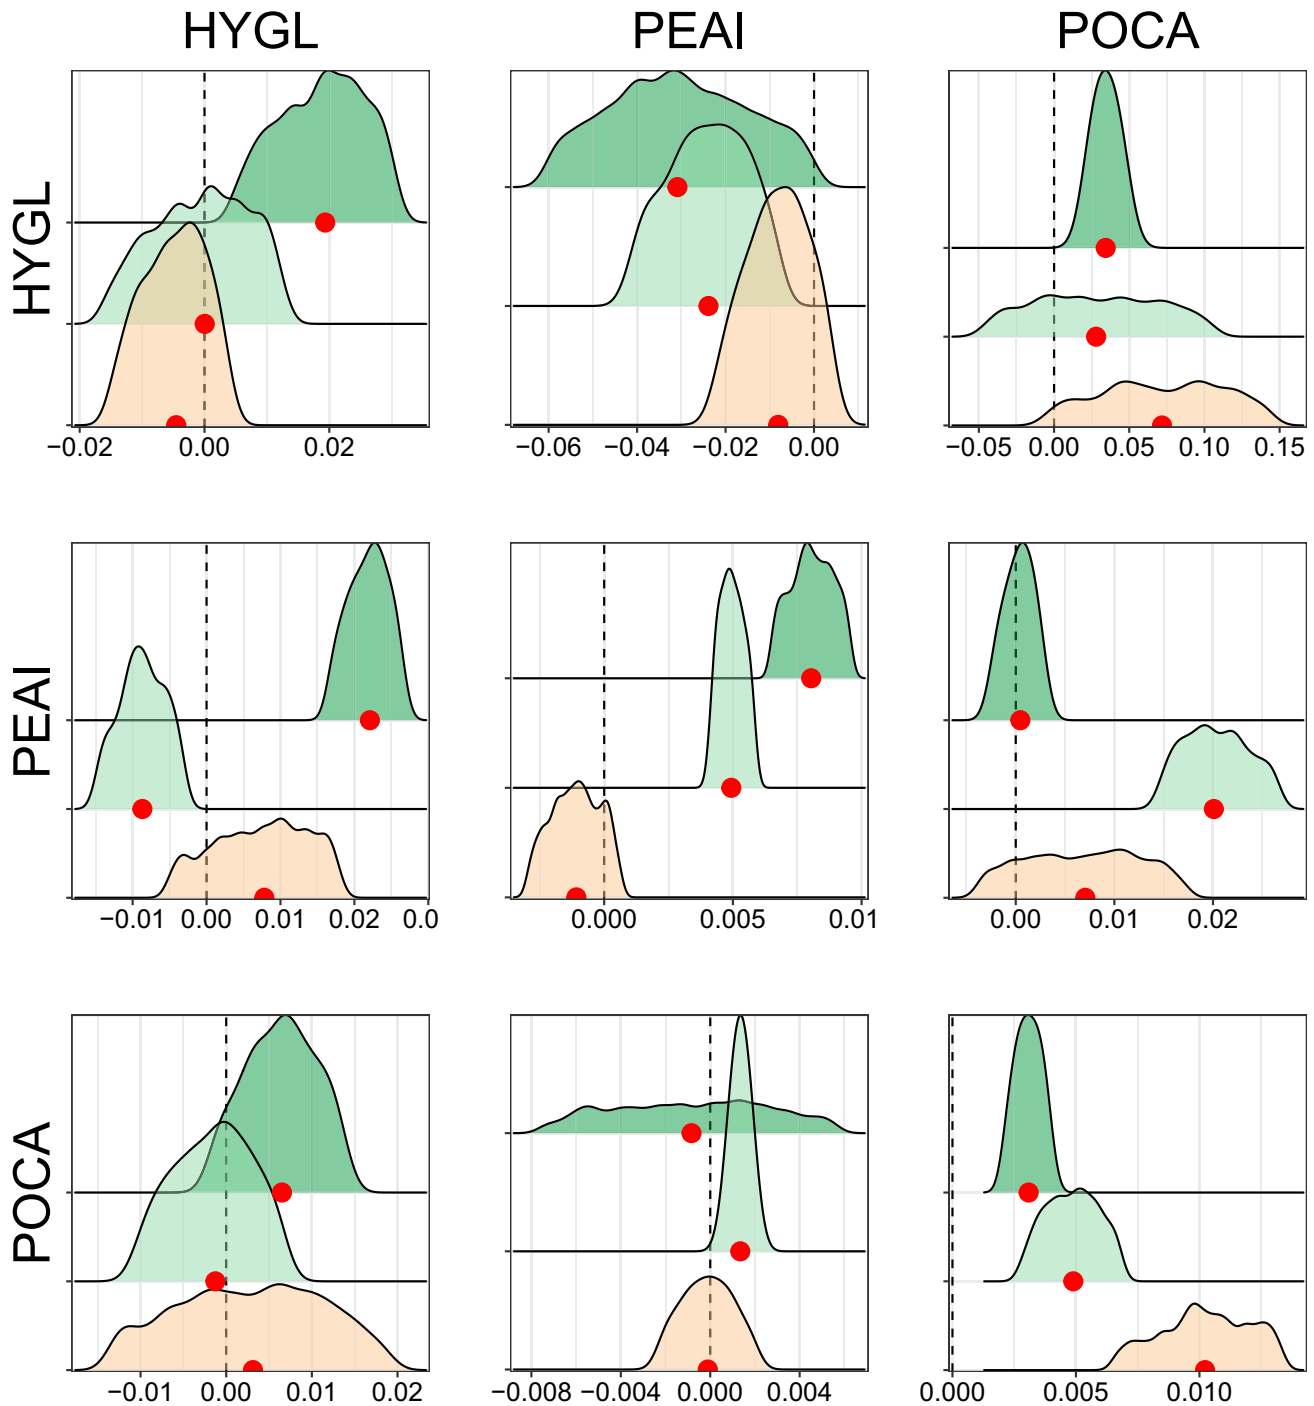 HYGL PEAI POCA
HYGL
−0.02 0.00 0.02 −0.06 −0.04 −0.02 0.00 −0.05 0.00 0.05 0.10 0.15
PEAI
−0.01 0.00 0.01 0.02 0.0 0.000 0.005 0.01 0.00 0.01 0.02
POCA
−0.01 0.00 0.01 0.02 −0.008 −0.004 0.000 0.004 0.000 0.005 0.010